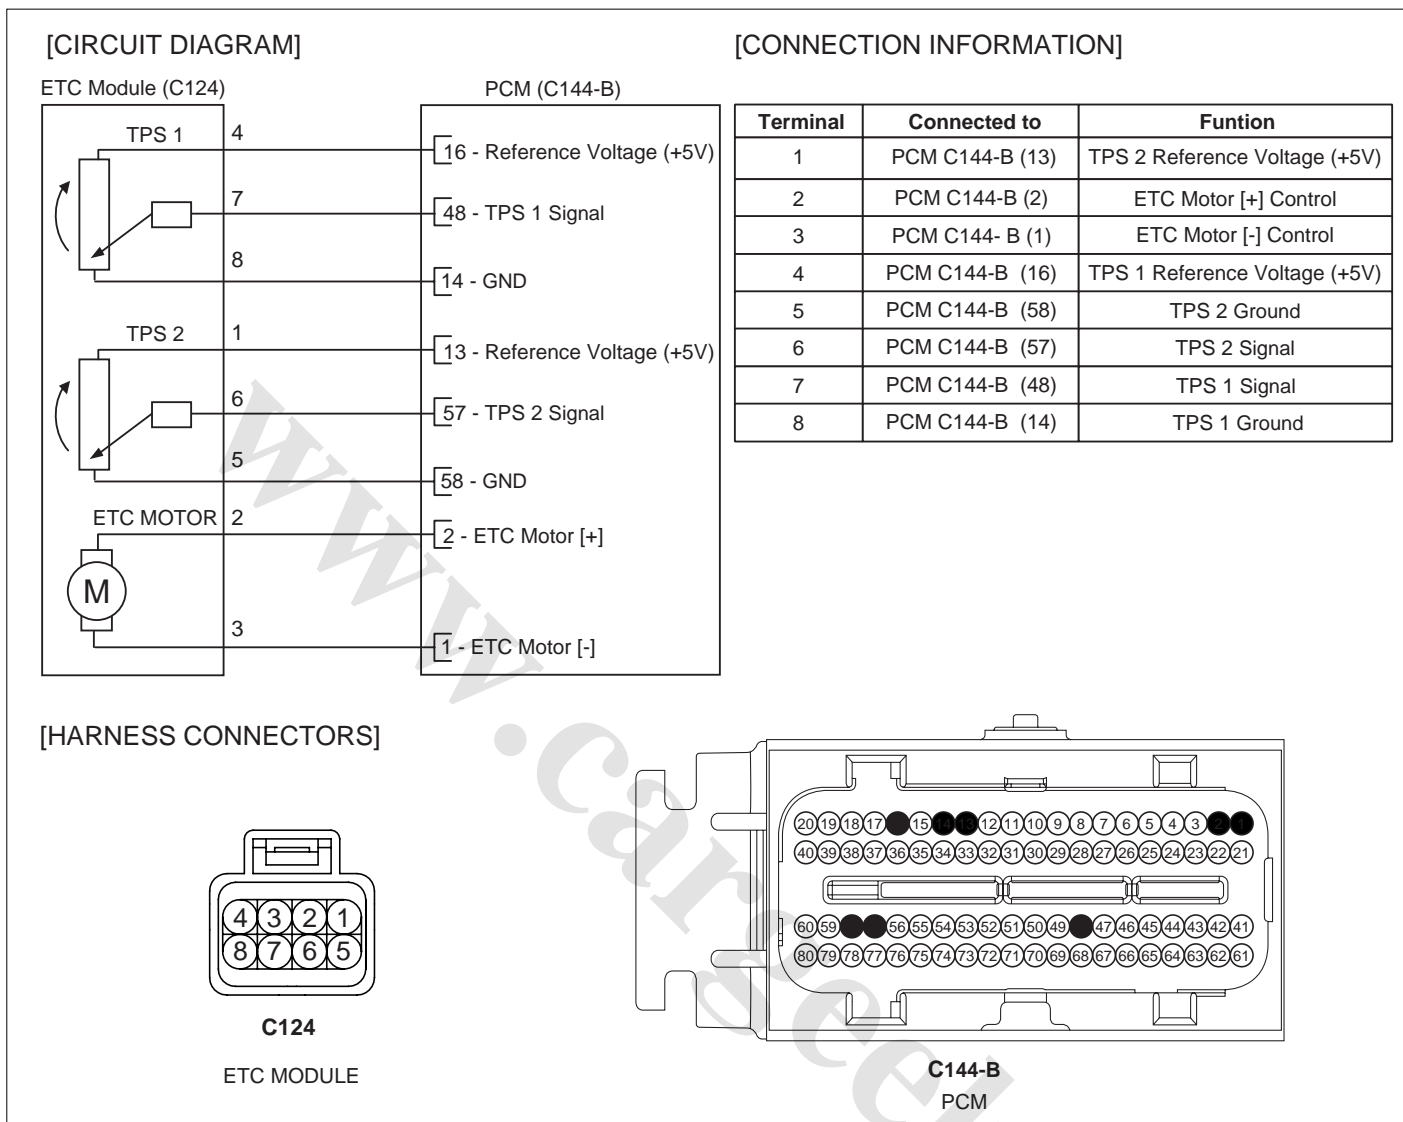 [CIRCUIT DIAGRAM]
ETC Module (C124)
PCM (C144-B)
TPS 1
4
16 - Reference Voltage (+5V)
7
48 - TPS 1 Signal
8
14 - GND
TPS 2
1
13 - Reference Voltage (+5V)
6
57 - TPS 2 Signal
5
58 - GND
ETC MOTOR
2
2 - ETC Motor [+]
M
3
1 - ETC Motor [-]
[CONNECTION INFORMATION]
Terminal Connected to Funtion
1 PCM C144-B (13) TPS 2 Reference Voltage (+5V)
2 PCM C144-B (2) ETC Motor [+] Control
3 PCM C144- B (1) ETC Motor [-] Control
4 PCM C144-B (16) TPS 1 Reference Voltage (+5V)
5 PCM C144-B (58) TPS 2 Ground
6 PCM C144-B (57) TPS 2 Signal
7 PCM C144-B (48) TPS 1 Signal
8 PCM C144-B (14) TPS 1 Ground
[HARNESS CONNECTORS]
4 3 2 1
8 7 6 5
C124
ETC MODULE
20 19 18 17 15 14 13 12 11 10 9 8 7 6 5 4 3 2 1
40 39 38 37 36 35 34 33 32 31 30 29 28 27 26 25 24 23 22 21
60 59 56 55 54 53 52 51 50 49 47 46 45 44 43 42 41
80 79 78 77 76 75 74 73 72 71 70 69 68 67 66 65 64 63 62 61
C144-B
PCM
www.cargeek